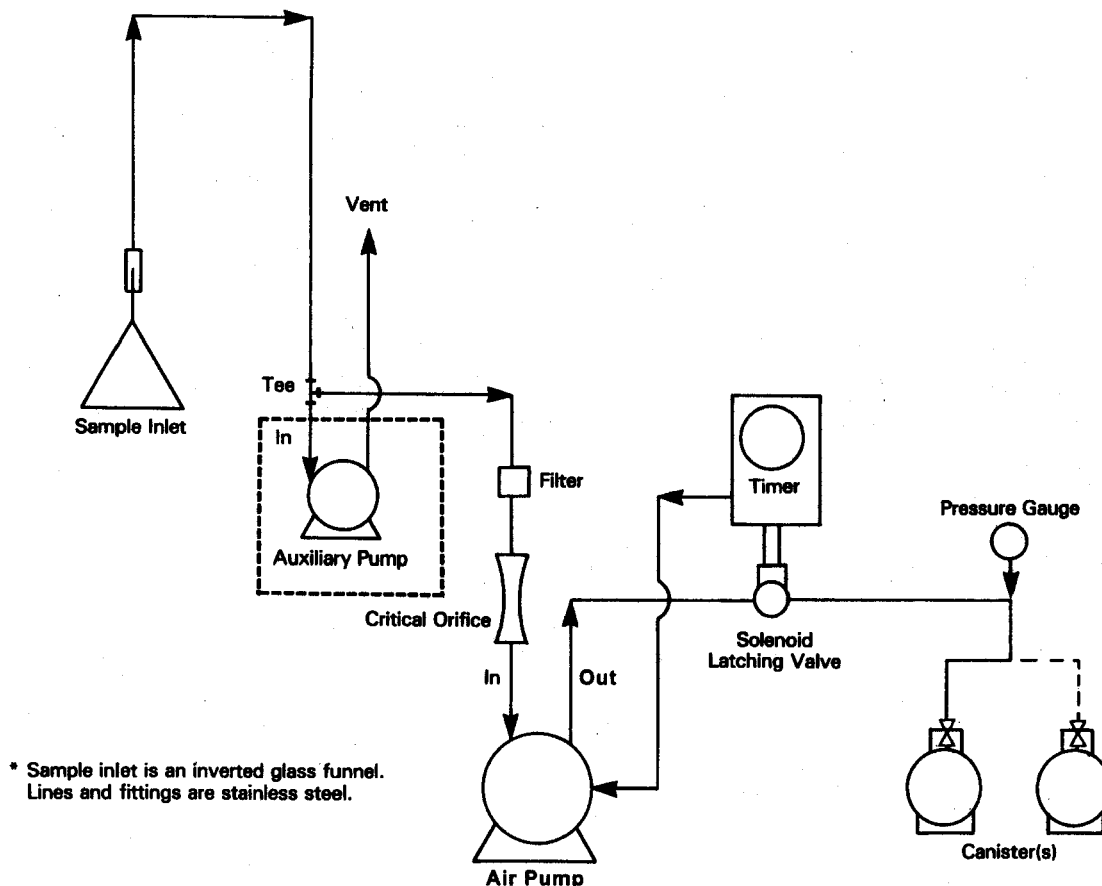 Vent
Tee
Sample Inlet
In
Filter
Timer
Auxiliary Pump
Pressure Gauge
Critical Orifice
Solenoid
Latching Valve
In
Out
* Sample inlet is an inverted glass funnel.
Lines and fittings are stainless steel.
Canister(s)
Air Pump